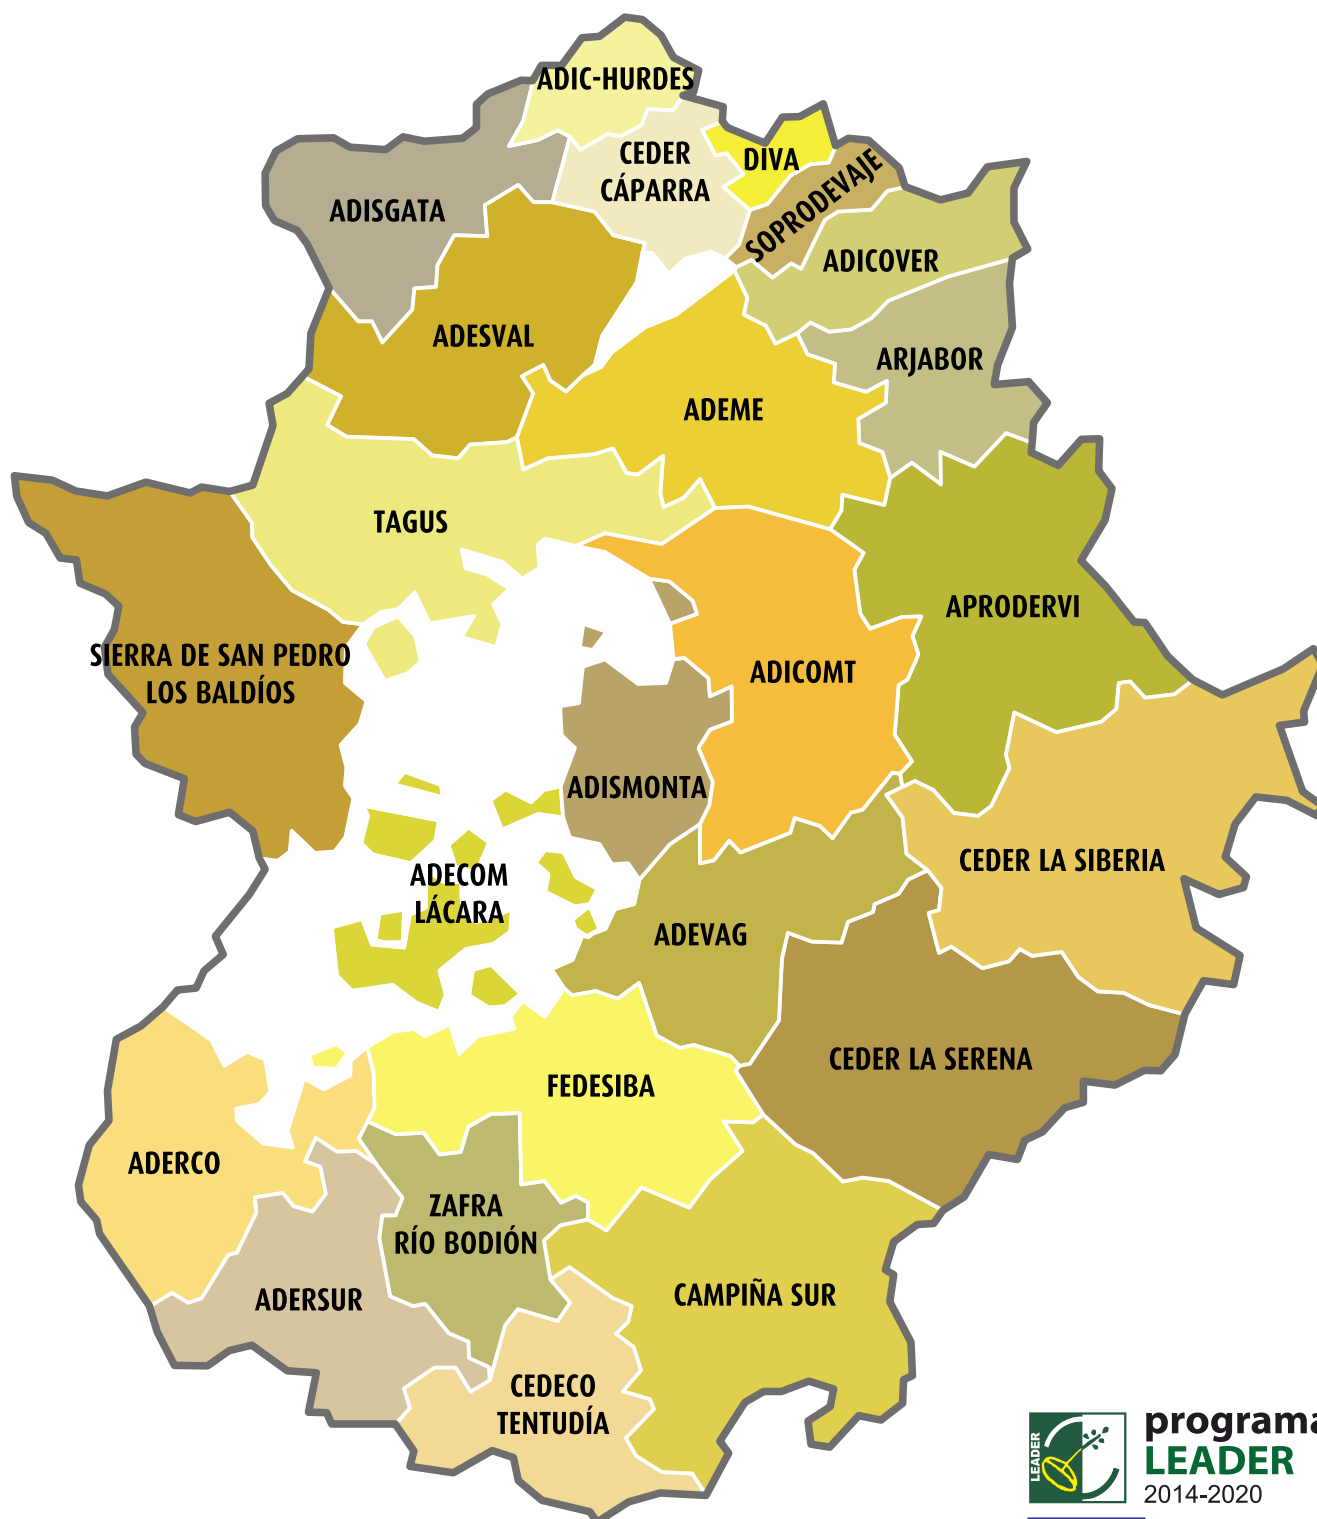 ADIC-HURDES
CEDER
CÁPARRA
DIVA
SOPRODEVAJE
ADISGATA
ADICOVER
ADESVAL
ARJABOR
ADEME
TAGUS
APRODERVI
SIERRA DE SAN PEDRO
LOS BALDÍOS
ADICOMT
ADISMONTA
ADECOM
LÁCARA
CEDER LA SIBERIA
ADEVAG
CEDER LA SERENA
FEDESIBA
ADERCO
ZAFRA
RÍO BODIÓN
ADERSUR
CAMPIÑA SUR
CEDECO
TENTUDÍA
LEADER
programa
LEADER
2014-2020